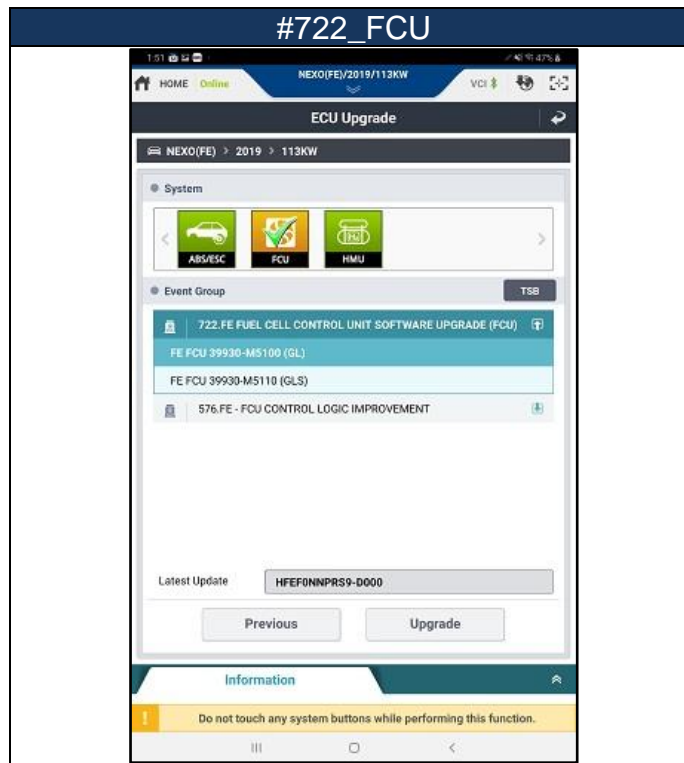 #722_FCU
1:51 47%
HOME Online NEXO(FE)/2019/113KW VCI
ECU Upgrade
NEXO(FE) > 2019 > 113KW
System
ABS/ESC FCU HMU
Event Group TSB
722.FE FUEL CELL CONTROL UNIT SOFTWARE UPGRADE (FCU)
FE FCU 39930-M5100 (GL)
FE FCU 39930-M5110 (GLS)
576.FE - FCU CONTROL LOGIC IMPROVEMENT
Latest Update HFEF0NNPRS9-D000
Previous Upgrade
Information
! Do not touch any system buttons while performing this function.